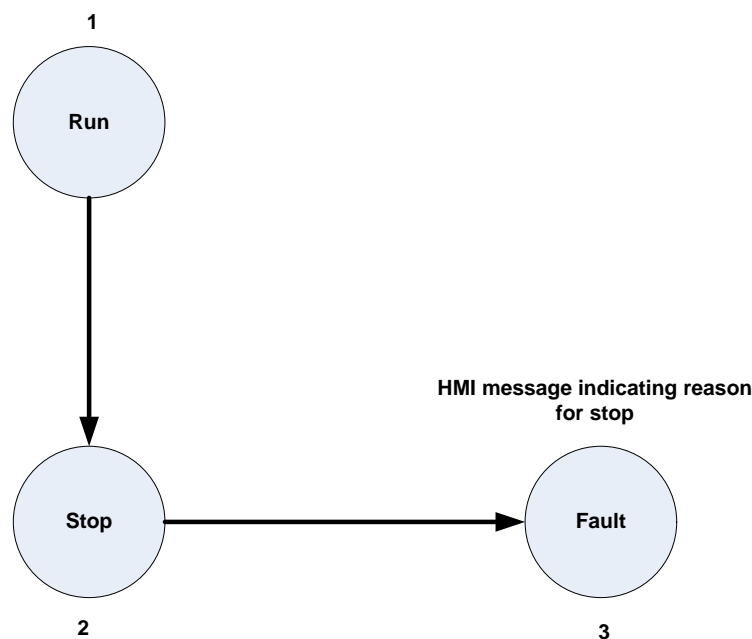 1
Run
HMI message indicating reason
for stop
Stop
Fault
2
3